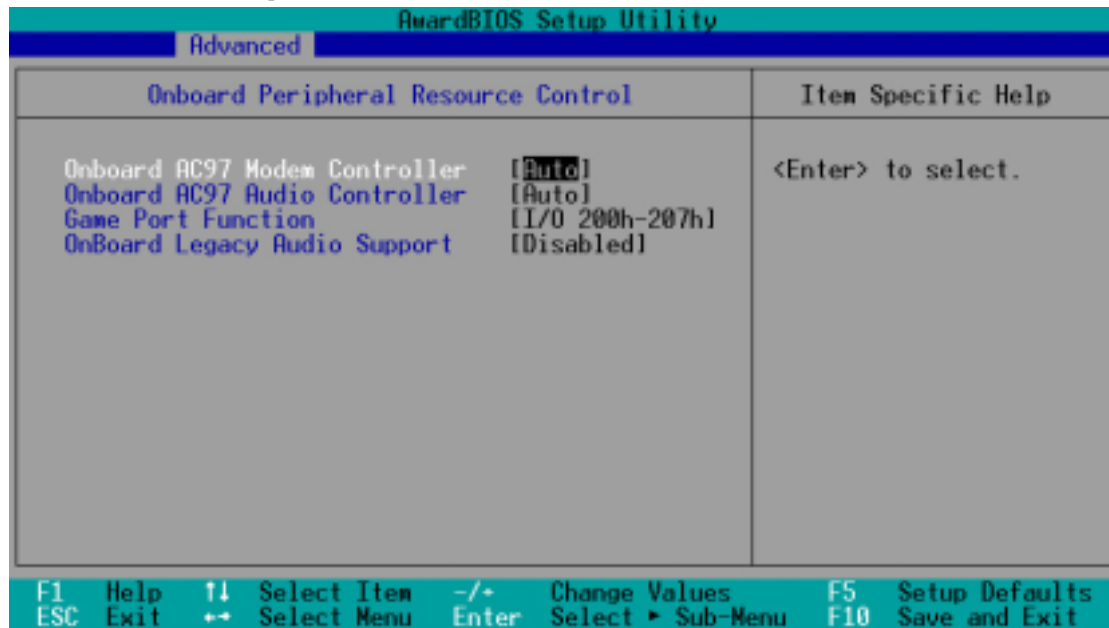 AwardBIOS Setup Utility
Advanced
Onboard Peripheral Resource Control
Item Specific Help
Onboard AC97 Modem Controller [Auto]
Onboard AC97 Audio Controller [Auto]
Game Port Function [I/O 200h-207h]
OnBoard Legacy Audio Support [Disabled]
<Enter> to select.
F1 Help ↑↓ Select Item -/+ Change Values F5 Setup Defaults
ESC Exit ←→ Select Menu Enter Select ► Sub-Menu F10 Save and Exit